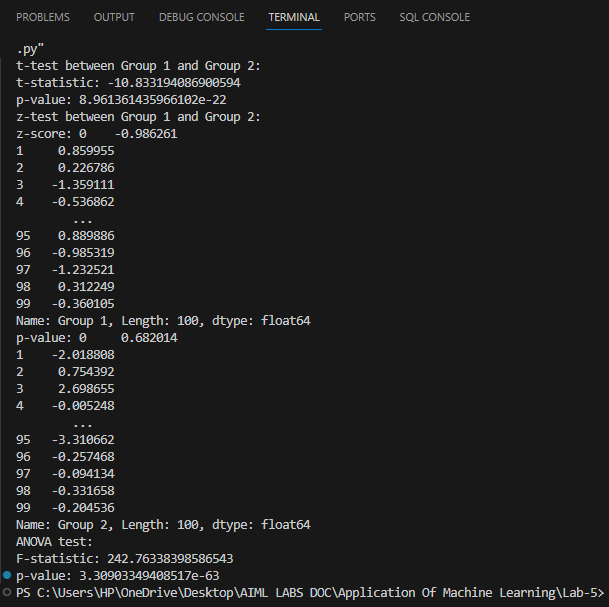 PROBLEMS OUTPUT DEBUG CONSOLE TERMINAL PORTS SQL CONSOLE
.py"
t-test between Group 1 and Group 2:
t-statistic: -10.833194086900594
p-value: 8.961361435966102e-22
z-test between Group 1 and Group 2:
z-score: 0    -0.986261
1     0.859955
2     0.226786
3    -1.359111
4    -0.536862
        ...
95    0.889886
96   -0.985319
97   -1.232521
98    0.312249
99   -0.360105
Name: Group 1, Length: 100, dtype: float64
p-value: 0     0.682014
1    -2.018808
2     0.754392
3     2.698655
4    -0.005248
        ...
95   -3.310662
96   -0.257468
97   -0.094134
98   -0.331658
99   -0.204536
Name: Group 2, Length: 100, dtype: float64
ANOVA test:
F-statistic: 242.76338398586543
p-value: 3.30903349408517e-63
PS C:\Users\HP\OneDrive\Desktop\AIML LABS DOC\Application Of Machine Learning\Lab-5>